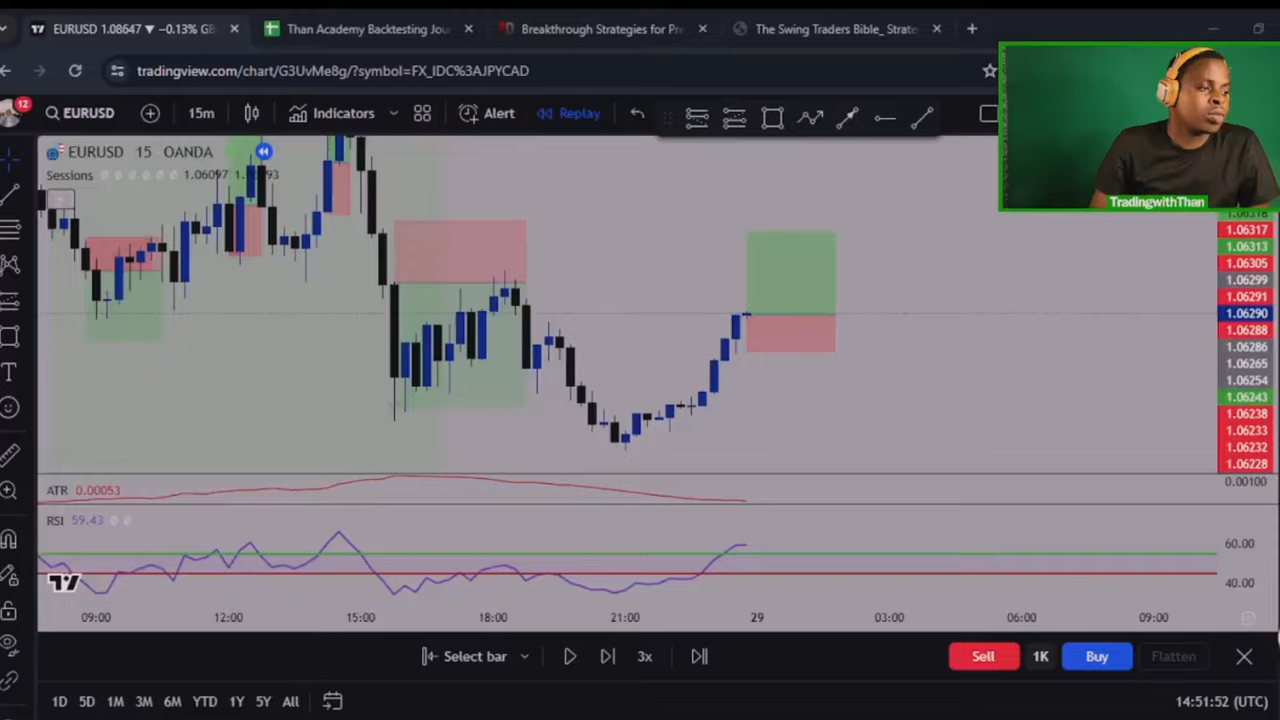 EURUSD 1.08647 ▼ −0.13% GB
Than Academy Backtesting Jou
Breakthrough Strategies for Pre
The Swing Traders Bible_ Strate
tradingview.com/chart/G3UvMe8g/?symbol=FX_IDC%3AJPYCAD
12
EURUSD
15m
Indicators
Alert
Replay
EURUSD 15 OANDA
Sessions
1.06097
TradingwithThan
1.06318
1.06317
1.06313
1.06305
1.06299
1.06291
1.06290
1.06288
1.06286
1.06265
1.06254
1.06243
1.06238
1.06233
1.06232
1.06228
ATR 0.00053
0.00100
RSI 59.43
60.00
40.00
09:00
12:00
15:00
18:00
21:00
29
03:00
06:00
09:00
Select bar
3x
Sell
1K
Buy
Flatten
1D
5D
1M
3M
6M
YTD
1Y
5Y
All
14:51:52 (UTC)